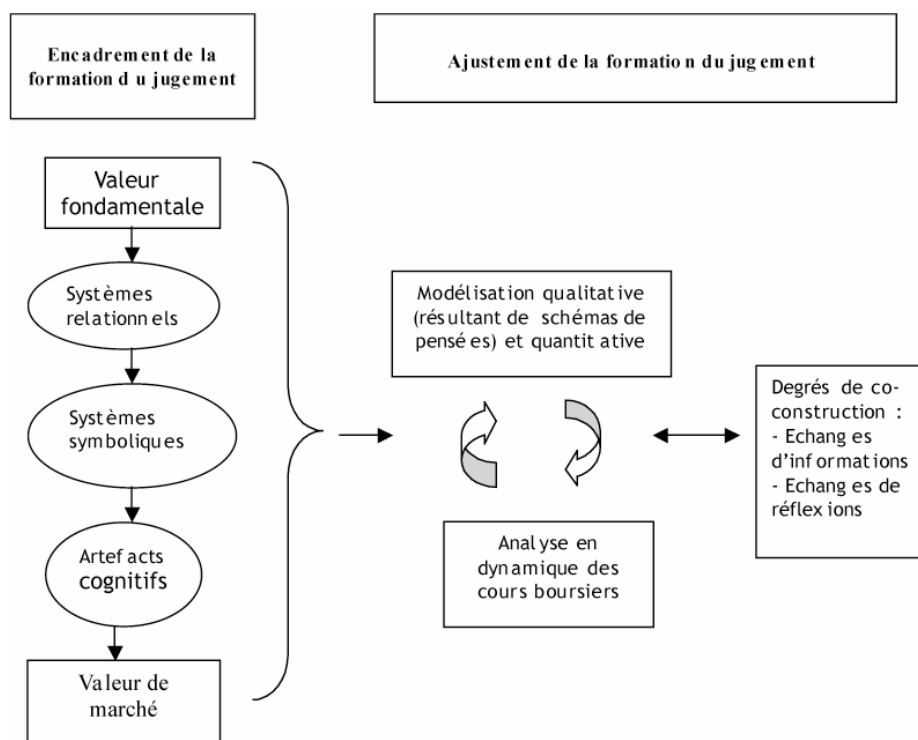 Encadrement de la
formation du jugement
Ajustement de la formation du jugement
Valeur
fondamentale
Systèmes
relationnels
Systèmes
symboliques
Artefacts
cognitifs
Valeur de
marché
Modélisation qualitative
(résultant de schémas de
pensées) et quantitative
Analyse en
dynamique des
cours boursiers
Degrés de co-
construction :
- Echanges
d'informations
- Echanges de
réflexions